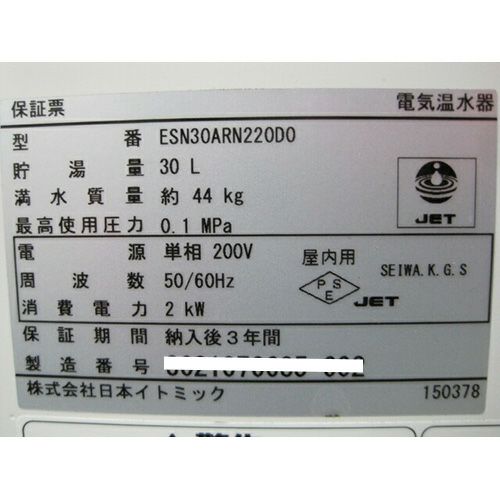 保証票 電気温水器
型番 ESN30ARN220D0
貯湯量 30 L
満水質量 約 44 kg
最高使用圧力 0.1 MPa
JET
電源 単相 200V
周波数 50/60Hz
消費電力 2 kW
屋内用
PSE JET
SEIWA.K.G.S
保証期間 納入後3年間
製造番号
株式会社日本イトミック 150378